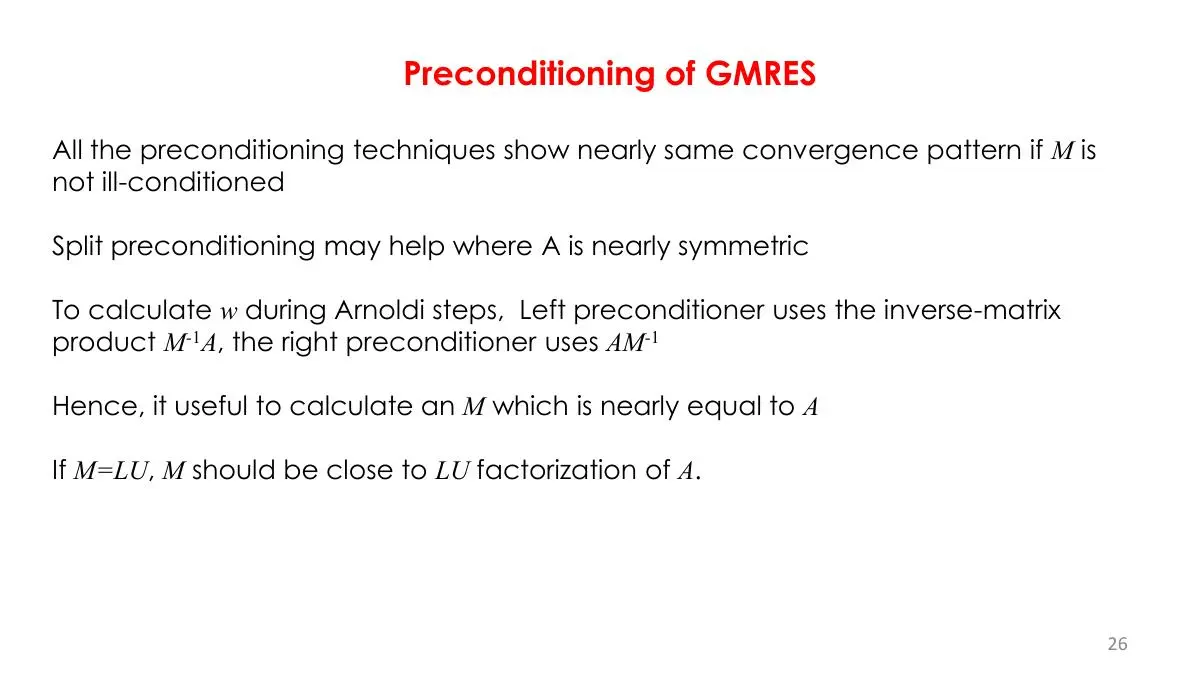 Preconditioning of GMRES
All the preconditioning techniques show nearly same convergence pattern if M is
not ill-conditioned
Split preconditioning may help where A is nearly symmetric
To calculate w during Arnoldi steps,  Left preconditioner uses the inverse-matrix
product M⁻¹A, the right preconditioner uses AM⁻¹
Hence, it useful to calculate an M which is nearly equal to A
If M=LU, M should be close to LU factorization of A.
26